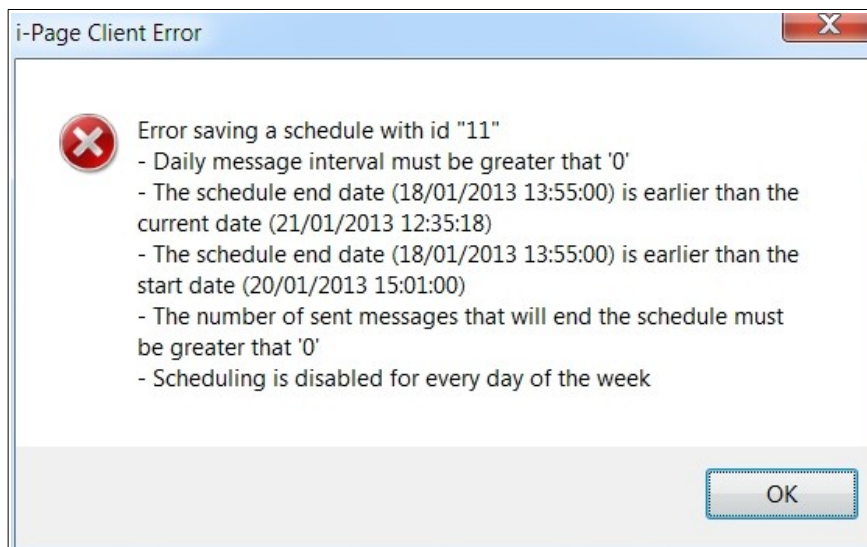 i-Page Client Error
Error saving a schedule with id "11"
- Daily message interval must be greater that '0'
- The schedule end date (18/01/2013 13:55:00) is earlier than the
current date (21/01/2013 12:35:18)
- The schedule end date (18/01/2013 13:55:00) is earlier than the
start date (20/01/2013 15:01:00)
- The number of sent messages that will end the schedule must
be greater that '0'
- Scheduling is disabled for every day of the week
OK